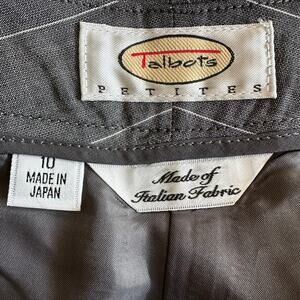 Talbots
PETITES
10
MADE IN
JAPAN
Made of
Italian Fabric